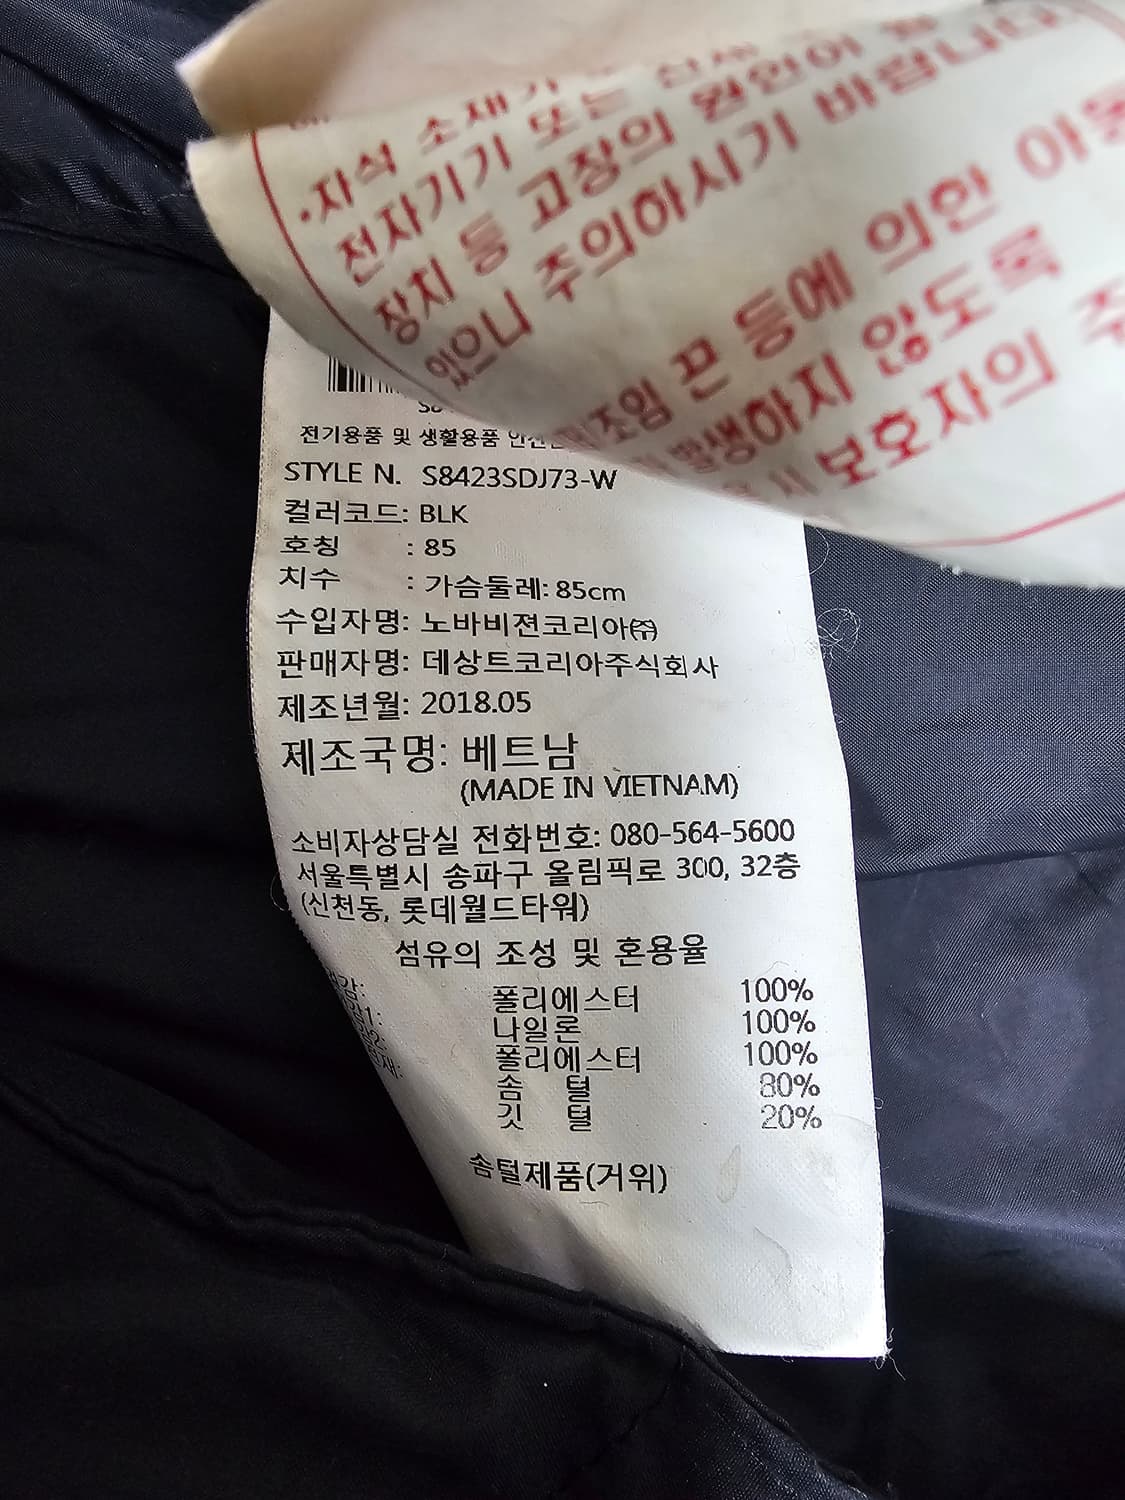 ·자석 소재가
전자기기 또는 신체
장치 등 고장의 원인이 될
있으니 주의하시기 바랍니다
조임 끈 등에 의한 아동
발생하지 않도록
보호자의 주
전기용품 및 생활용품
STYLE N. S8423SDJ73-W
컬러코드: BLK
호칭 : 85
치수 : 가슴둘레: 85cm
수입자명: 노바비젼코리아㈜
판매자명: 데상트코리아주식회사
제조년월: 2018.05
제조국명: 베트남
(MADE IN VIETNAM)
소비자상담실 전화번호: 080-564-5600
서울특별시 송파구 올림픽로 300, 32층
(신천동, 롯데월드타워)
섬유의 조성 및 혼용율
폴리에스터 100%
나일론 100%
폴리에스터 100%
솜 털 80%
깃 털 20%
솜털제품(거위)